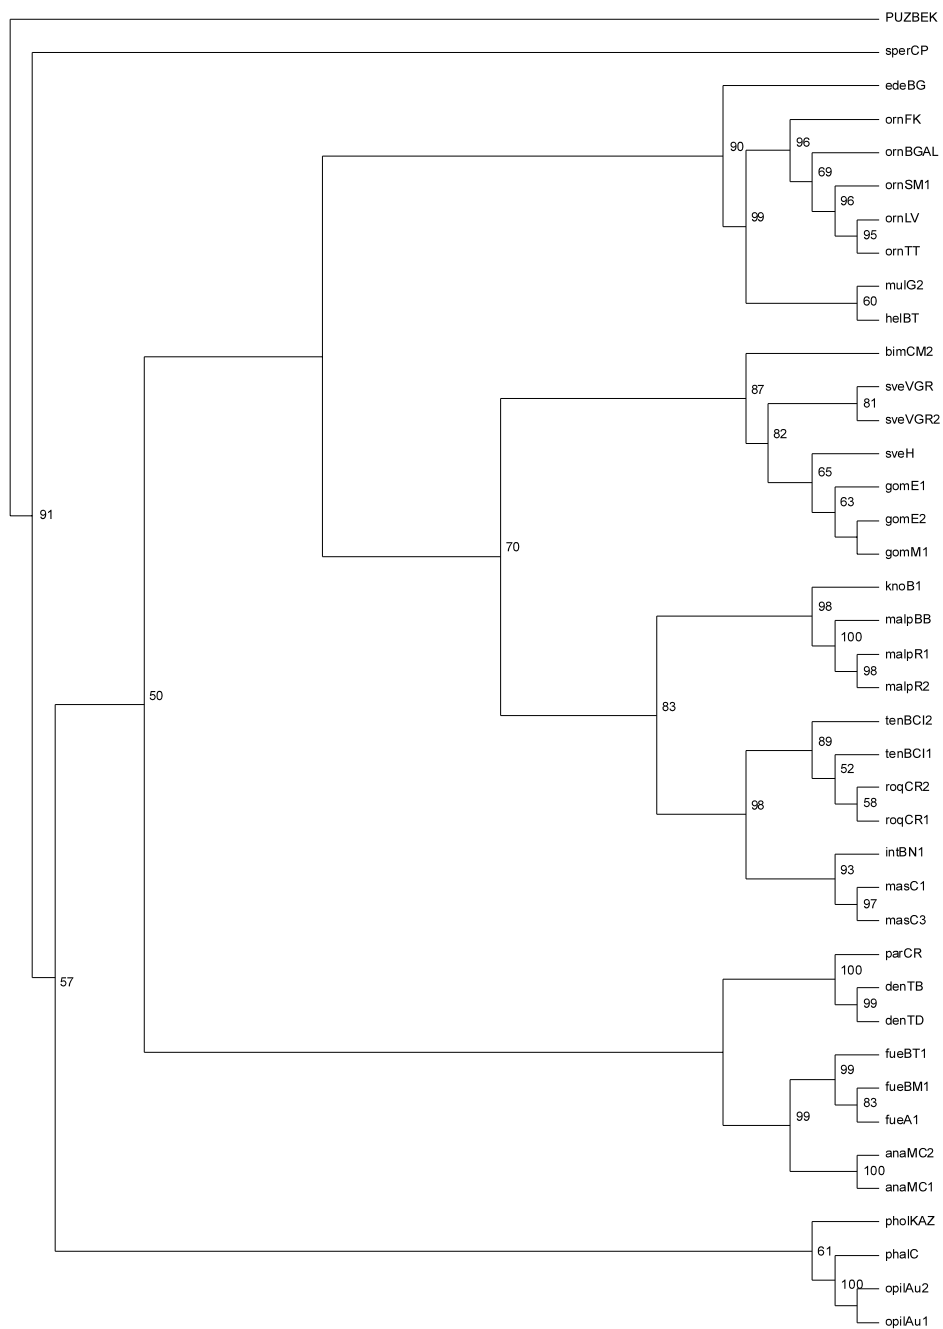 PUZBEK
sperCP
edeBG
ornFK
96
90
ornBGAL
69
ornSM1
96
99
ornLV
95
ornTT
mulG2
60
helBT
bimCM2
87
sveVGR
81
sveVGR2
82
sveH
65
gomE1
63
91
gomE2
70
gomM1
knoB1
98
malpBB
100
malpR1
98
malpR2
50
83
tenBCI2
89
tenBCI1
52
roqCR2
98
58
roqCR1
intBN1
93
masC1
97
masC3
parCR
100
57
denTB
99
denTD
fueBT1
99
fueBM1
83
99
fueA1
anaMC2
100
anaMC1
pholKAZ
61
phalC
100
opilAu2
opilAu1